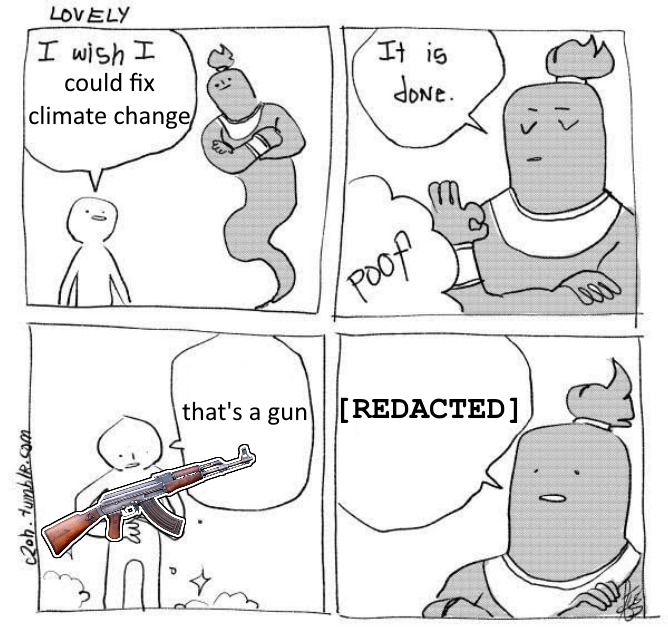 LOVELY
I wish I
could fix
climate change
It is
done.
poof
that's a gun
[REDACTED]
c2oh.tumblr.com